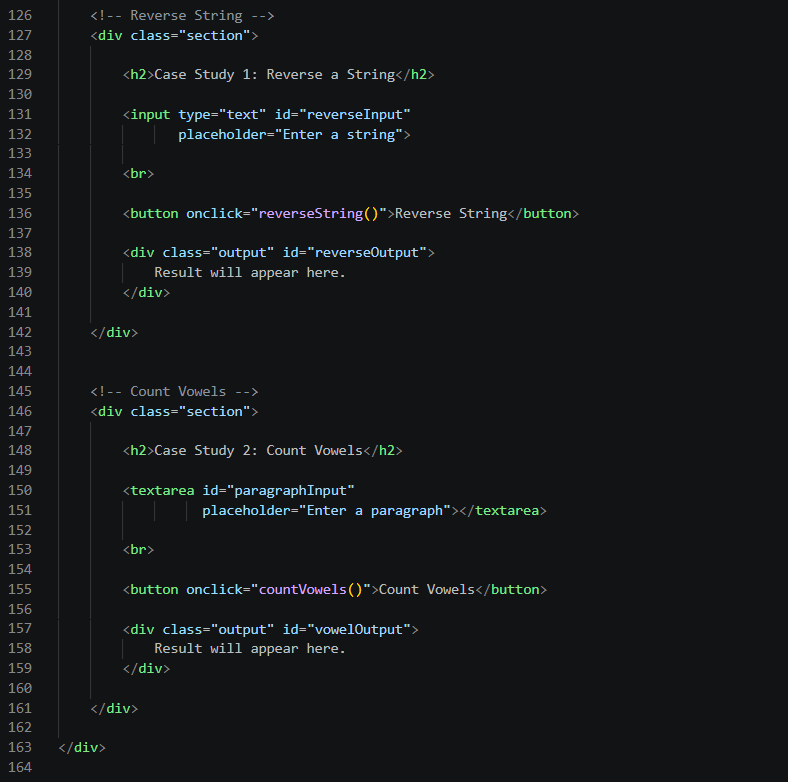 126 <!-- Reverse String -->
127 <div class="section">
128
129 <h2>Case Study 1: Reverse a String</h2>
130
131 <input type="text" id="reverseInput"
132 placeholder="Enter a string">
133
134 <br>
135
136 <button onclick="reverseString()">Reverse String</button>
137
138 <div class="output" id="reverseOutput">
139 Result will appear here.
140 </div>
141
142 </div>
143
144
145 <!-- Count Vowels -->
146 <div class="section">
147
148 <h2>Case Study 2: Count Vowels</h2>
149
150 <textarea id="paragraphInput"
151 placeholder="Enter a paragraph"></textarea>
152
153 <br>
154
155 <button onclick="countVowels()">Count Vowels</button>
156
157 <div class="output" id="vowelOutput">
158 Result will appear here.
159 </div>
160
161 </div>
162
163 </div>
164